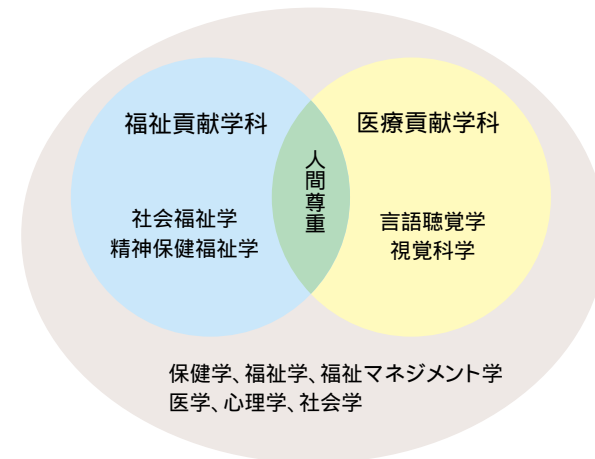 福祉貢献学科
医療貢献学科
人間尊重
社会福祉学
精神保健福祉学
言語聴覚学
視覚科学
保健学、福祉学、福祉マネジメント学
医学、心理学、社会学